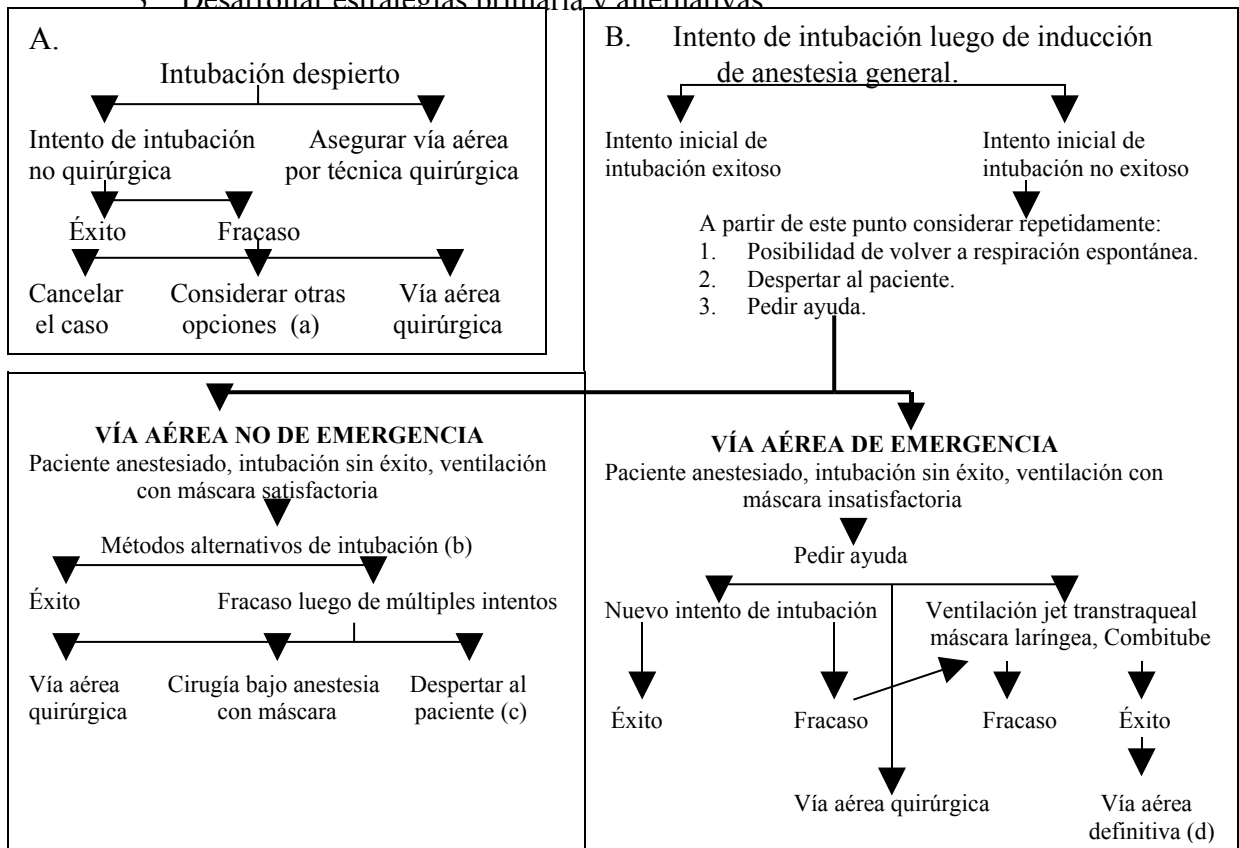 3. Desarrollar estrategias primaria y alternativas
A.
Intubación despierto
Intento de intubación
no quirúrgica
Asegurar vía aérea
por técnica quirúrgica
Éxito
Fracaso
Cancelar
el caso
Considerar otras
opciones (a)
Vía aérea
quirúrgica
B. Intento de intubación luego de inducción
de anestesia general.
Intento inicial de
intubación exitoso
Intento inicial de
intubación no exitoso
A partir de este punto considerar repetidamente:
1. Posibilidad de volver a respiración espontánea.
2. Despertar al paciente.
3. Pedir ayuda.
VÍA AÉREA NO DE EMERGENCIA
Paciente anestesiado, intubación sin éxito, ventilación
con máscara satisfactoria
Métodos alternativos de intubación (b)
Éxito
Fracaso luego de múltiples intentos
Vía aérea
quirúrgica
Cirugía bajo anestesia
con máscara
Despertar al
paciente (c)
VÍA AÉREA DE EMERGENCIA
Paciente anestesiado, intubación sin éxito, ventilación con
máscara insatisfactoria
Pedir ayuda
Nuevo intento de intubación
Ventilación jet transtraqueal
máscara laríngea, Combitube
Éxito
Fracaso
Fracaso
Éxito
Vía aérea quirúrgica
Vía aérea
definitiva (d)